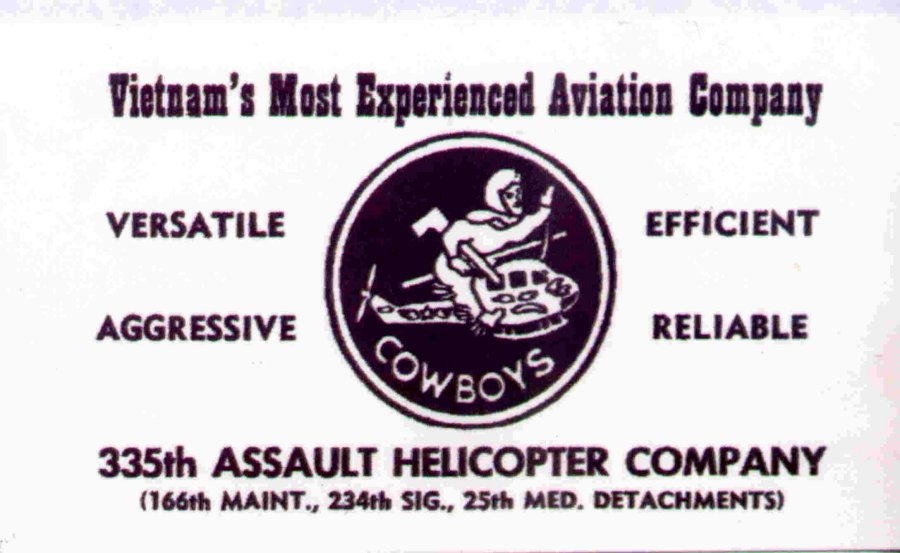 Vietnam's Most Experienced Aviation Company
VERSATILE
EFFICIENT
AGGRESSIVE
RELIABLE
COWBOYS
335th ASSAULT HELICOPTER COMPANY
(166th MAINT., 234th SIG., 25th MED. DETACHMENTS)